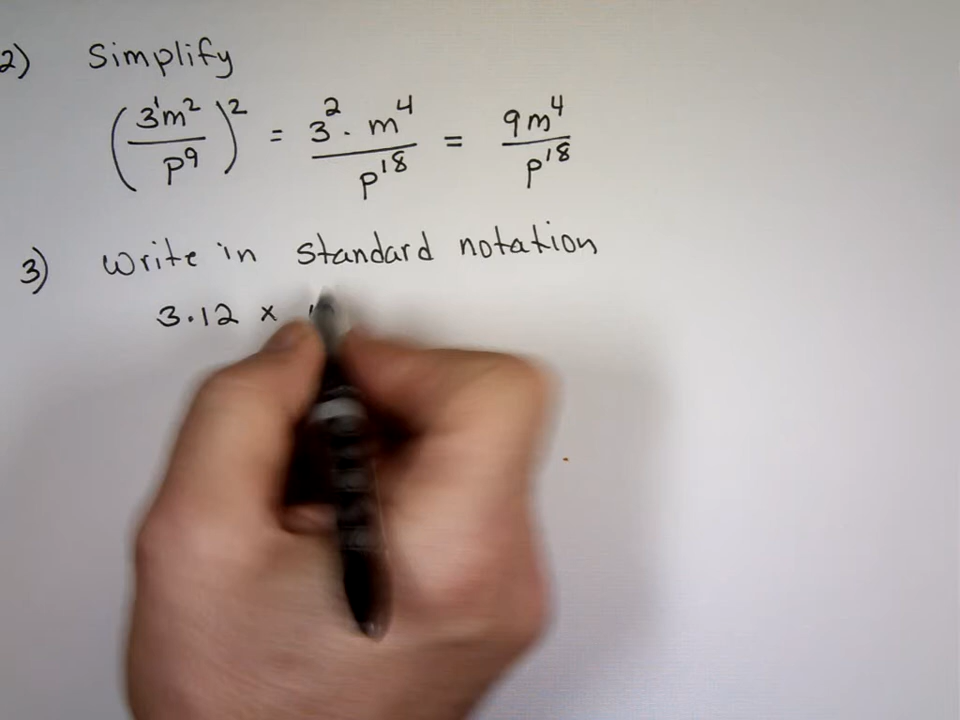 2) Simplify
(3¹m²/p⁹)² = 3²·m⁴/p¹⁸ = 9m⁴/p¹⁸
3) Write in standard notation
3.12 ×